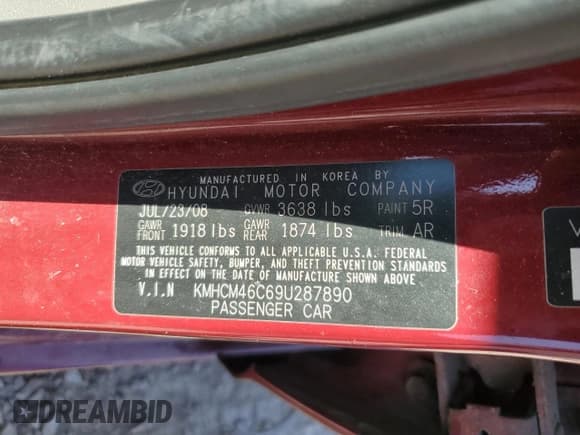 MANUFACTURED IN KOREA BY
HYUNDAI MOTOR COMPANY
JUL/23/08 GVWR 3638 lbs PAINT 5R
GAWR FRONT 1918 lbs GAWR REAR 1874 lbs TRIM AR
THIS VEHICLE CONFORMS TO ALL APPLICABLE U.S.A. FEDERAL
MOTOR VEHICLE SAFETY, BUMPER, AND THEFT PREVENTION STANDARDS
IN EFFECT ON THE DATE OF MANUFACTURE SHOWN ABOVE
V.I.N KMHCM46C69U287890
PASSENGER CAR
V
DREAMBID